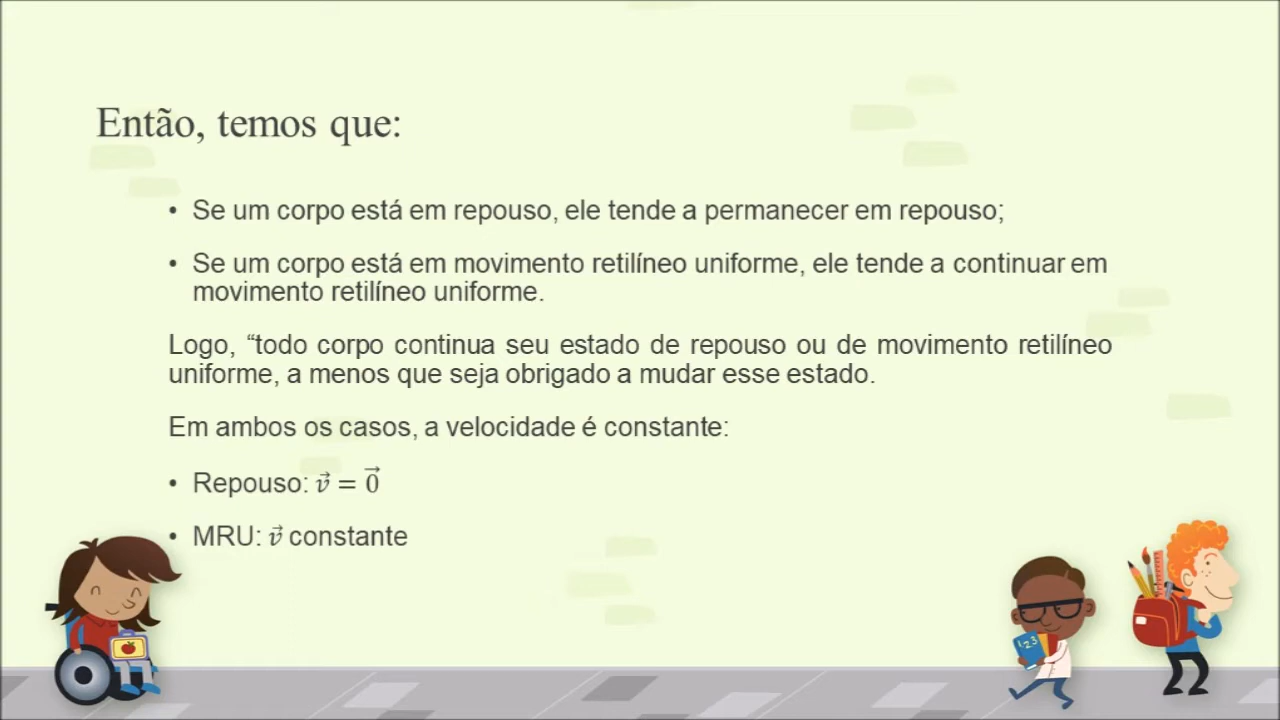 Então, temos que:
• Se um corpo está em repouso, ele tende a permanecer em repouso;
• Se um corpo está em movimento retilíneo uniforme, ele tende a continuar em
movimento retilíneo uniforme.
Logo, “todo corpo continua seu estado de repouso ou de movimento retilíneo
uniforme, a menos que seja obrigado a mudar esse estado.
Em ambos os casos, a velocidade é constante:
• Repouso: v⃗ = 0⃗
• MRU: v⃗ constante
1 2 3